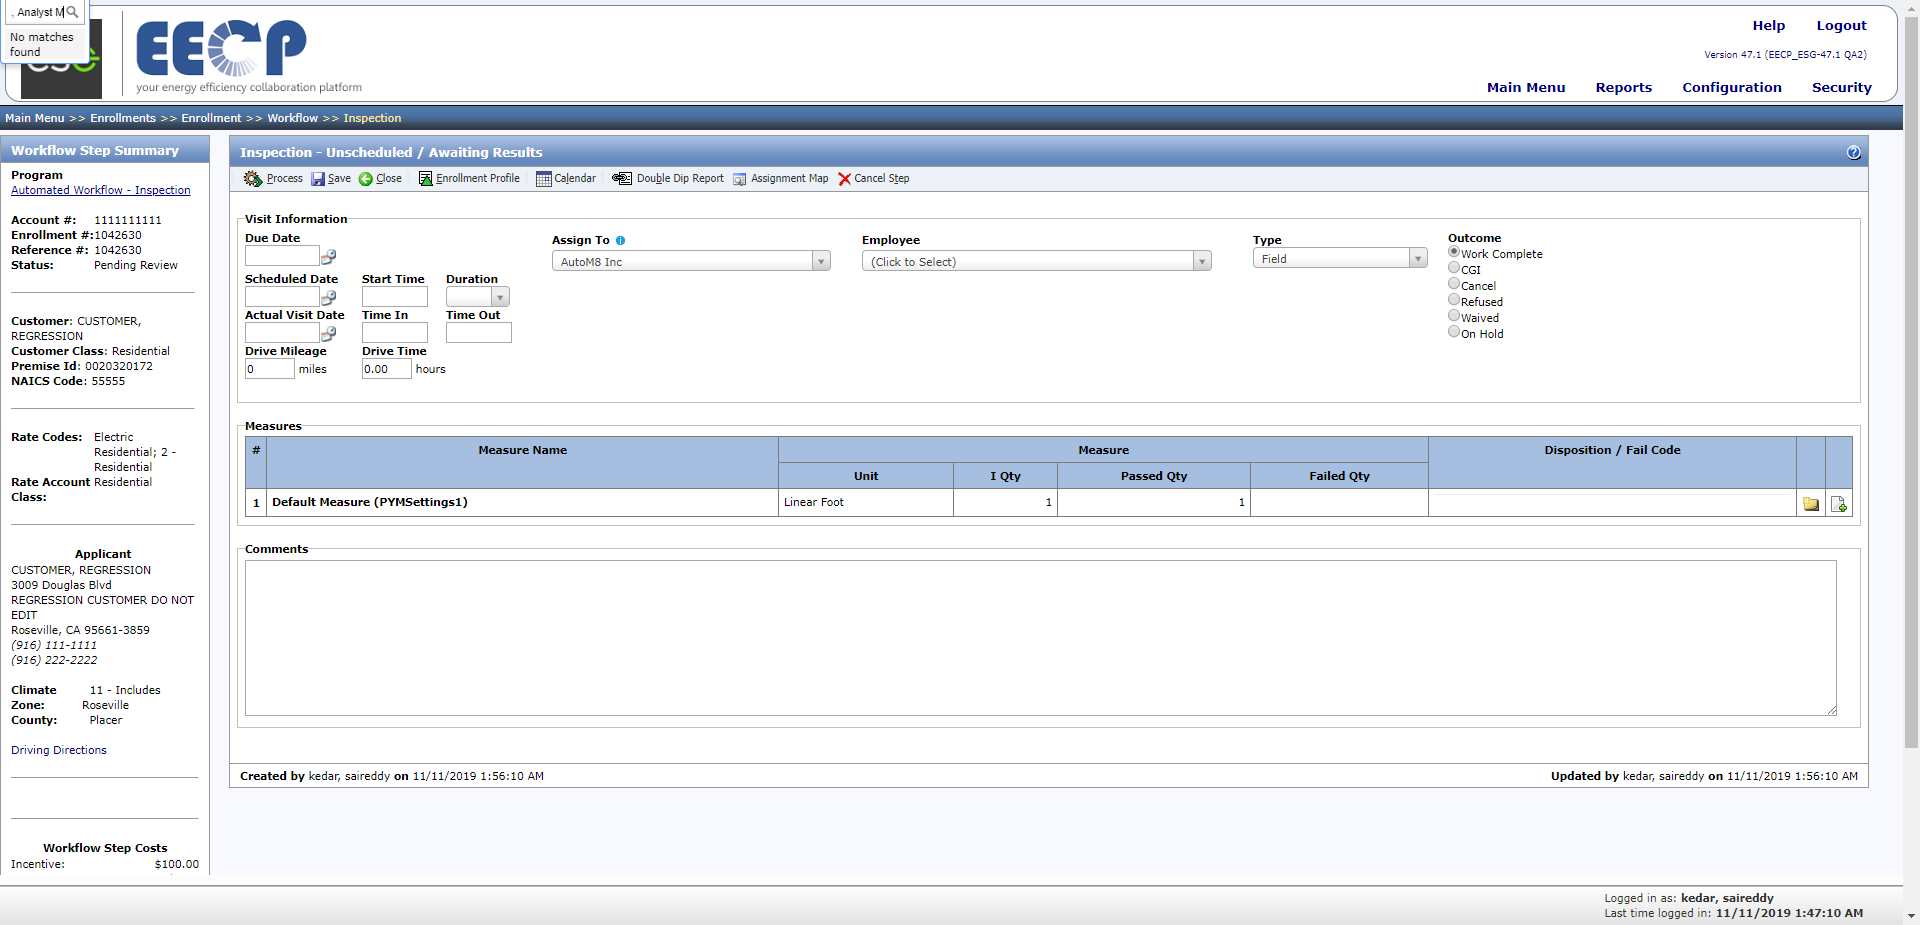 , Analyst M
No matches
found
esg
EECP
your energy efficiency collaboration platform
Help Logout
Version 47.1 (EECP_ESG-47.1 QA2)
Main Menu Reports Configuration Security
Main Menu >> Enrollments >> Enrollment >> Workflow >> Inspection
Workflow Step Summary
Program
Automated Workflow - Inspection
Account #: 1111111111
Enrollment #:1042630
Reference #: 1042630
Status: Pending Review
Customer: CUSTOMER,
REGRESSION
Customer Class: Residential
Premise Id: 0020320172
NAICS Code: 55555
Rate Codes: Electric
Residential; 2 -
Residential
Rate Account Residential
Class:
Applicant
CUSTOMER, REGRESSION
3009 Douglas Blvd
REGRESSION CUSTOMER DO NOT
EDIT
Roseville, CA 95661-3859
(916) 111-1111
(916) 222-2222
Climate 11 - Includes
Zone: Roseville
County: Placer
Driving Directions
Workflow Step Costs
Incentive: $100.00
Inspection - Unscheduled / Awaiting Results
Process Save Close Enrollment Profile Calendar Double Dip Report Assignment Map Cancel Step
Visit Information
Due Date
Assign To
AutoM8 Inc
Employee
(Click to Select)
Type
Field
Outcome
Work Complete
CGI
Cancel
Refused
Waived
On Hold
Scheduled Date Start Time Duration
Actual Visit Date Time In Time Out
Drive Mileage Drive Time
0 miles 0.00 hours
Measures
# Measure Name Measure Disposition / Fail Code
Unit I Qty Passed Qty Failed Qty
1 Default Measure (PYMSettings1) Linear Foot 1 1
Comments
Created by kedar, saireddy on 11/11/2019 1:56:10 AM
Updated by kedar, saireddy on 11/11/2019 1:56:10 AM
Logged in as: kedar, saireddy
Last time logged in: 11/11/2019 1:47:10 AM